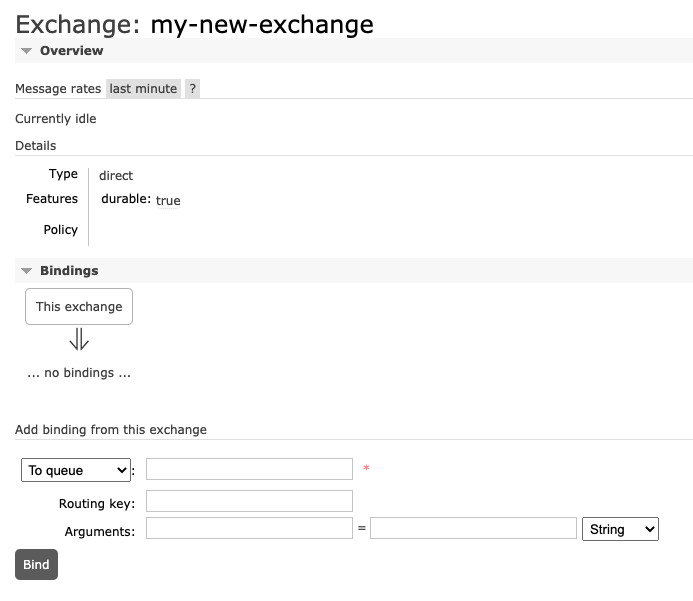 Exchange: my-new-exchange
Overview
Message rates last minute ?
Currently idle
Details
Type direct
Features durable: true
Policy
Bindings
This exchange
... no bindings ...
Add binding from this exchange
To queue : *
Routing key:
Arguments: = String
Bind